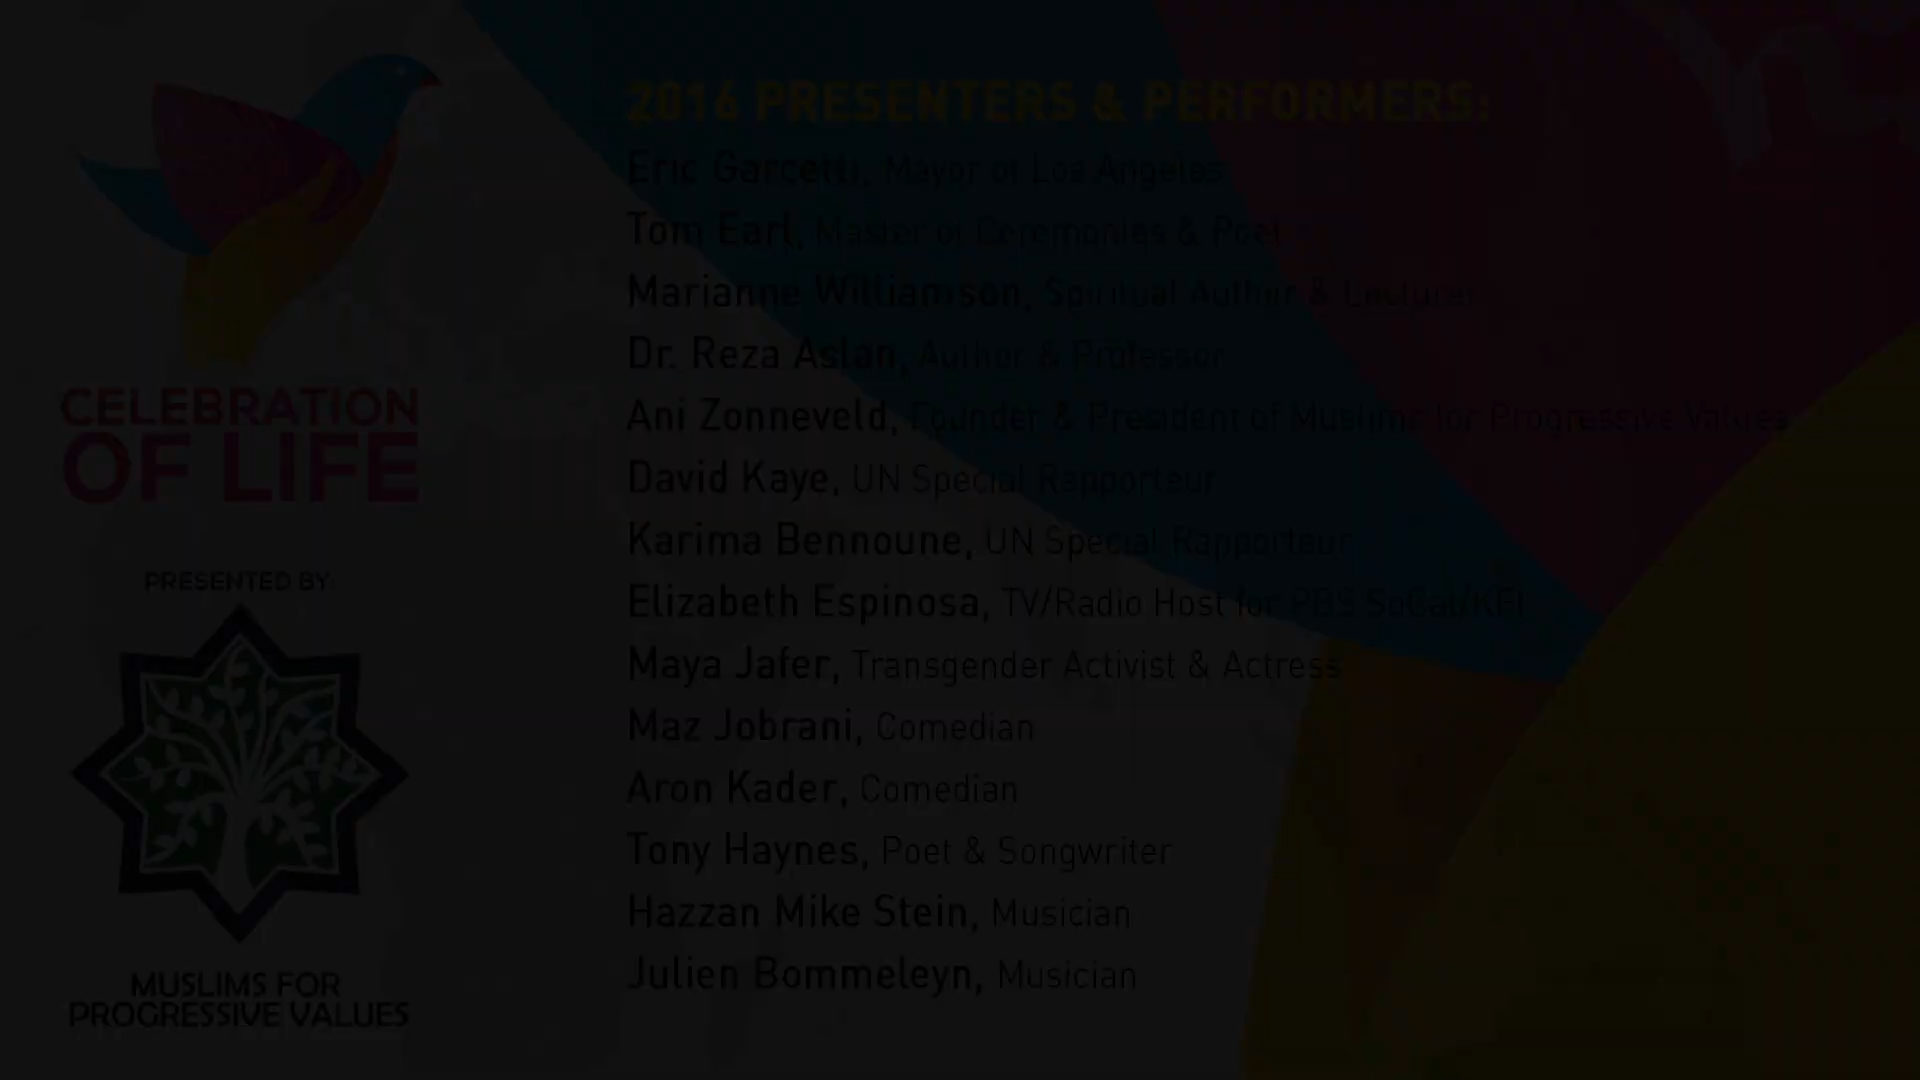 CELEBRATION
OF LIFE
PRESENTED BY
MUSLIMS FOR
PROGRESSIVE VALUES
2016 PRESENTERS & PERFORMERS:
Eric Garcetti, Mayor of Los Angeles
Tom Earl, Master of Ceremonies & Poet
Marianne Williamson, Spiritual Author & Lecturer
Dr. Reza Aslan, Author & Professor
Ani Zonneveld, Founder & President of Muslims for Progressive Values
David Kaye, UN Special Rapporteur
Karima Bennoune, UN Special Rapporteur
Elizabeth Espinosa, TV/Radio Host for PBS SoCal/KFI
Maya Jafer, Transgender Activist & Actress
Maz Jobrani, Comedian
Aron Kader, Comedian
Tony Haynes, Poet & Songwriter
Hazzan Mike Stein, Musician
Julien Bommeleyn, Musician